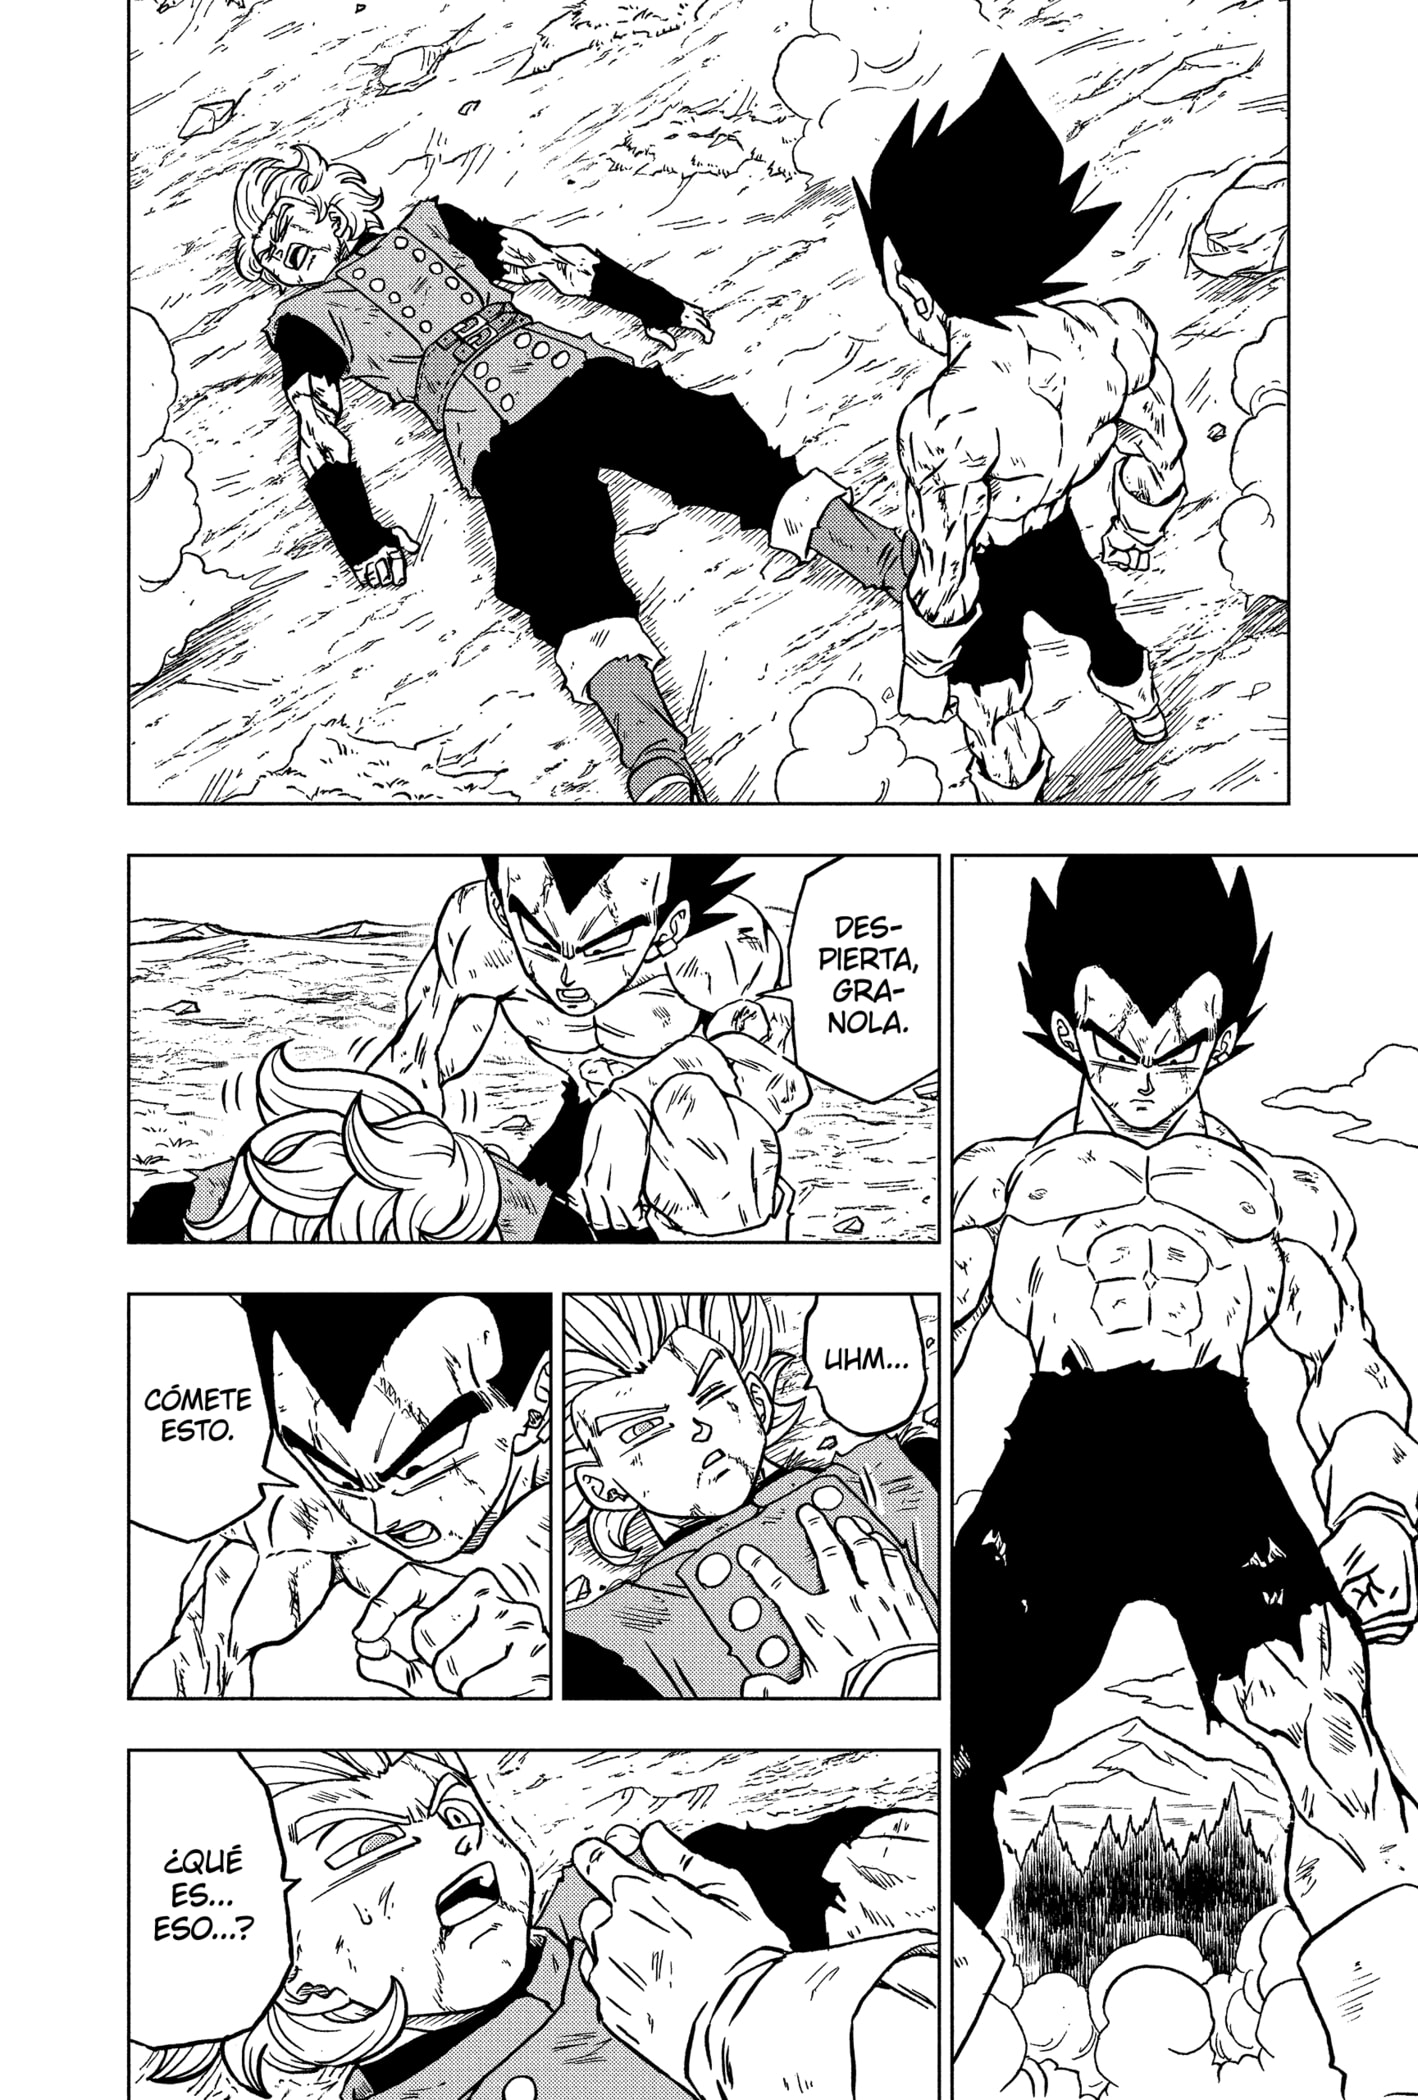 DES-
PIERTA,
GRA-
NOLA.
UHM...
CÓMETE
ESTO.
¿QUÉ
ES...
ESO...?